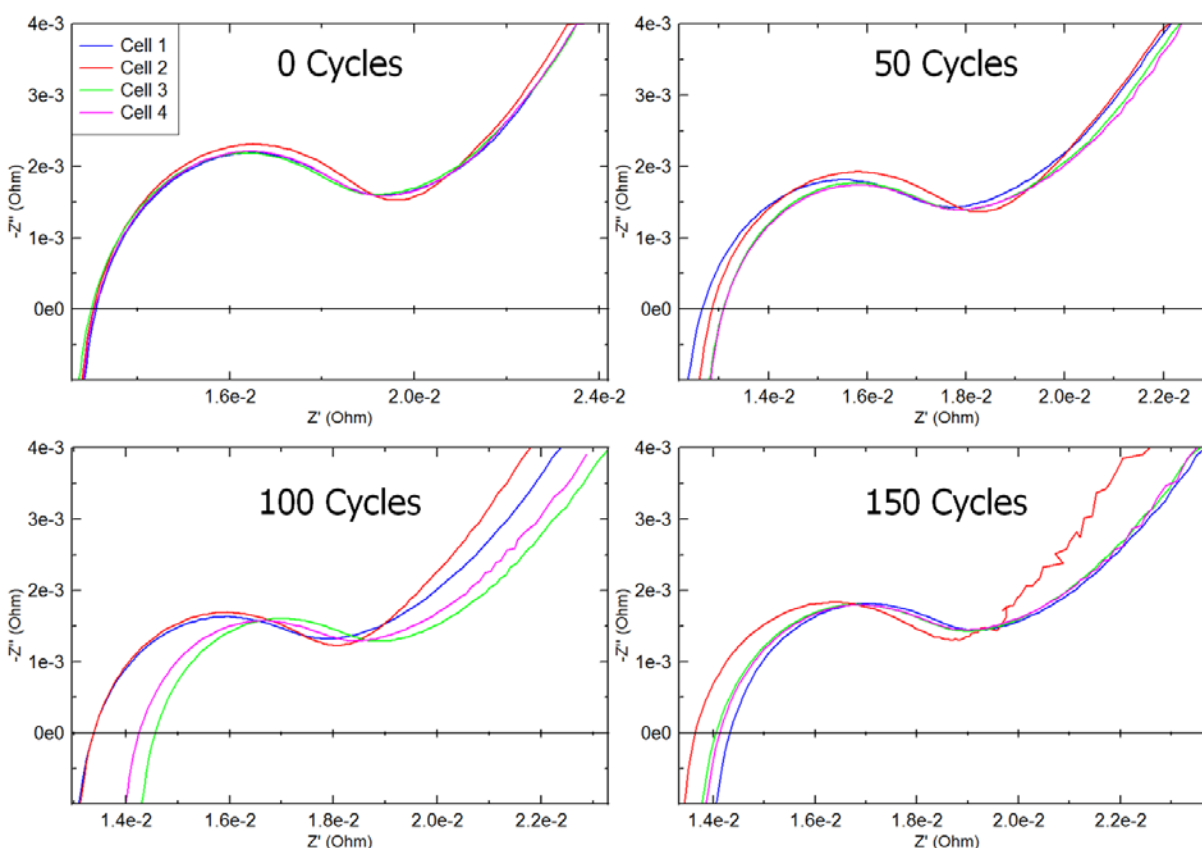 4e-3
3e-3
2e-3
1e-3
0e0
-Z" (Ohm)
Cell 1
Cell 2
Cell 3
Cell 4
0 Cycles
1.6e-2 2.0e-2 2.4e-2
Z' (Ohm)
4e-3
3e-3
2e-3
1e-3
0e0
-Z" (Ohm)
50 Cycles
1.4e-2 1.6e-2 1.8e-2 2.0e-2 2.2e-2
Z' (Ohm)
4e-3
3e-3
2e-3
1e-3
0e0
-Z" (Ohm)
100 Cycles
1.4e-2 1.6e-2 1.8e-2 2.0e-2 2.2e-2
Z' (Ohm)
4e-3
3e-3
2e-3
1e-3
0e0
-Z" (Ohm)
150 Cycles
1.4e-2 1.6e-2 1.8e-2 2.0e-2 2.2e-2
Z' (Ohm)